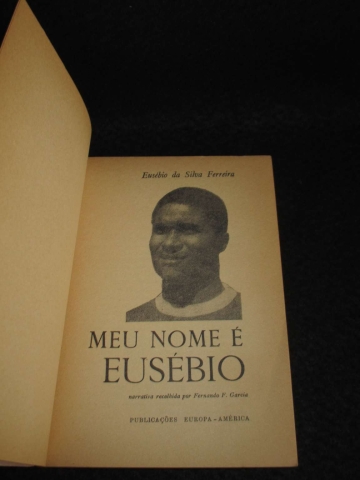 Eusébio da Silva Ferreira
MEU NOME É
EUSÉBIO
narrativa recolhida por Fernando F. Garcia
PUBLICAÇÕES EUROPA-AMÉRICA